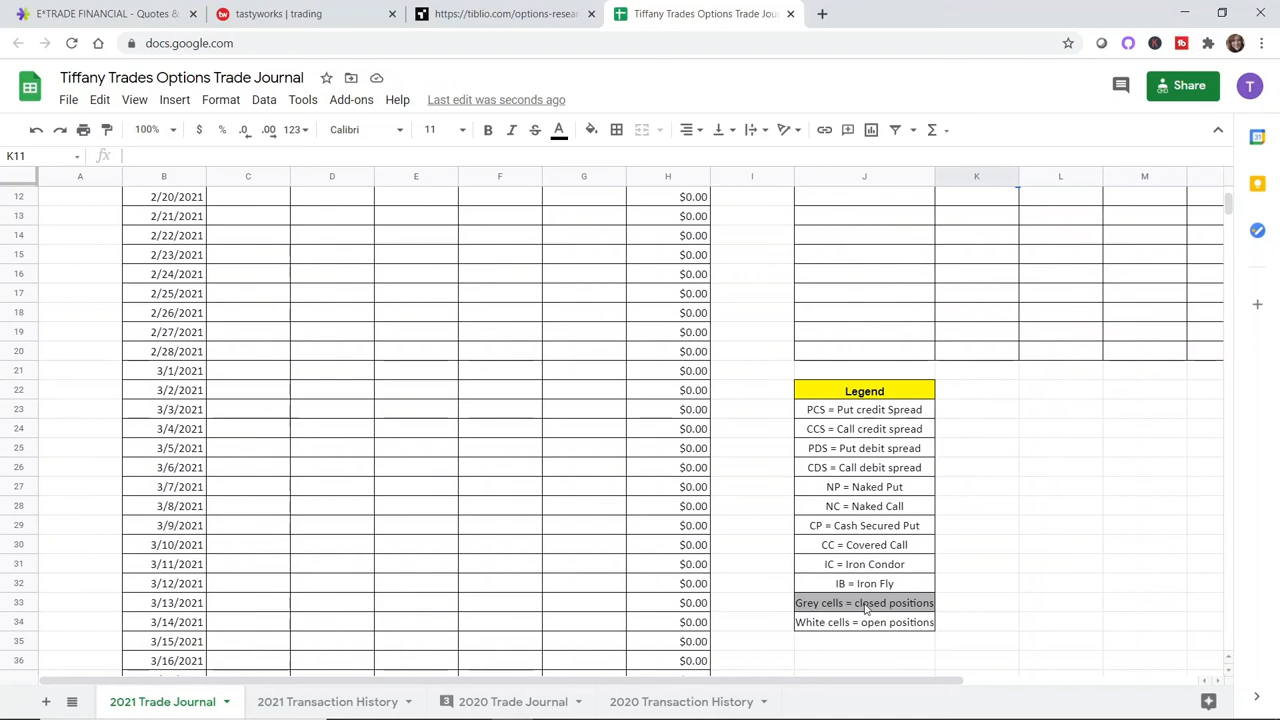 E*TRADE FINANCIAL - Quotes &
tastyworks | trading
https://tiblio.com/options-resea
Tiffany Trades Options Trade Jou
docs.google.com
Tiffany Trades Options Trade Journal
File Edit View Insert Format Data Tools Add-ons Help Last edit was seconds ago
Share
T
100% $ % .0 .00 123 Calibri 11 B I S A
K11 fx
A B C D E F G H I J K L M
12 2/20/2021 $0.00
13 2/21/2021 $0.00
14 2/22/2021 $0.00
15 2/23/2021 $0.00
16 2/24/2021 $0.00
17 2/25/2021 $0.00
18 2/26/2021 $0.00
19 2/27/2021 $0.00
20 2/28/2021 $0.00
21 3/1/2021 $0.00
22 3/2/2021 $0.00 Legend
23 3/3/2021 $0.00 PCS = Put credit Spread
24 3/4/2021 $0.00 CCS = Call credit spread
25 3/5/2021 $0.00 PDS = Put debit spread
26 3/6/2021 $0.00 CDS = Call debit spread
27 3/7/2021 $0.00 NP = Naked Put
28 3/8/2021 $0.00 NC = Naked Call
29 3/9/2021 $0.00 CP = Cash Secured Put
30 3/10/2021 $0.00 CC = Covered Call
31 3/11/2021 $0.00 IC = Iron Condor
32 3/12/2021 $0.00 IB = Iron Fly
33 3/13/2021 $0.00 Grey cells = closed positions
34 3/14/2021 $0.00 White cells = open positions
35 3/15/2021 $0.00
36 3/16/2021 $0.00
2021 Trade Journal 2021 Transaction History 3 2020 Trade Journal 2020 Transaction History